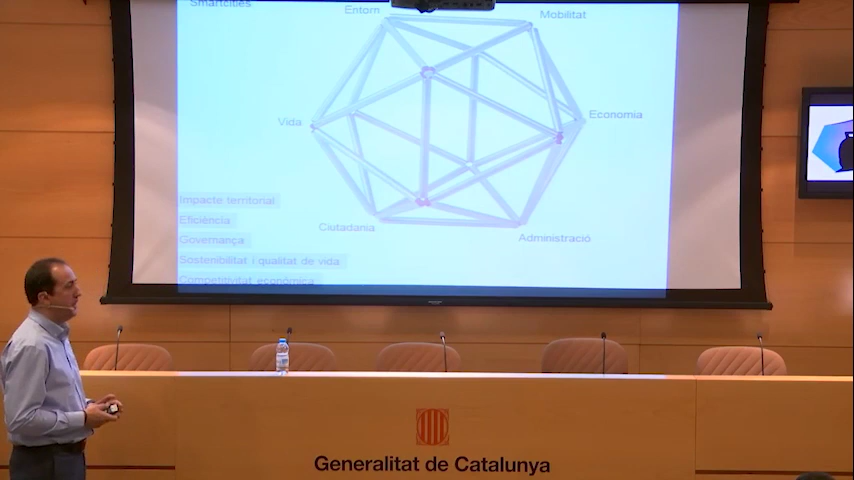 Smartcities
Entorn
Mobilitat
Vida
Economia
Impacte territorial
Eficiència
Ciutadania
Governança
Administració
Sostenibilitat i qualitat de vida
Competitivitat econòmica
Generalitat de Catalunya